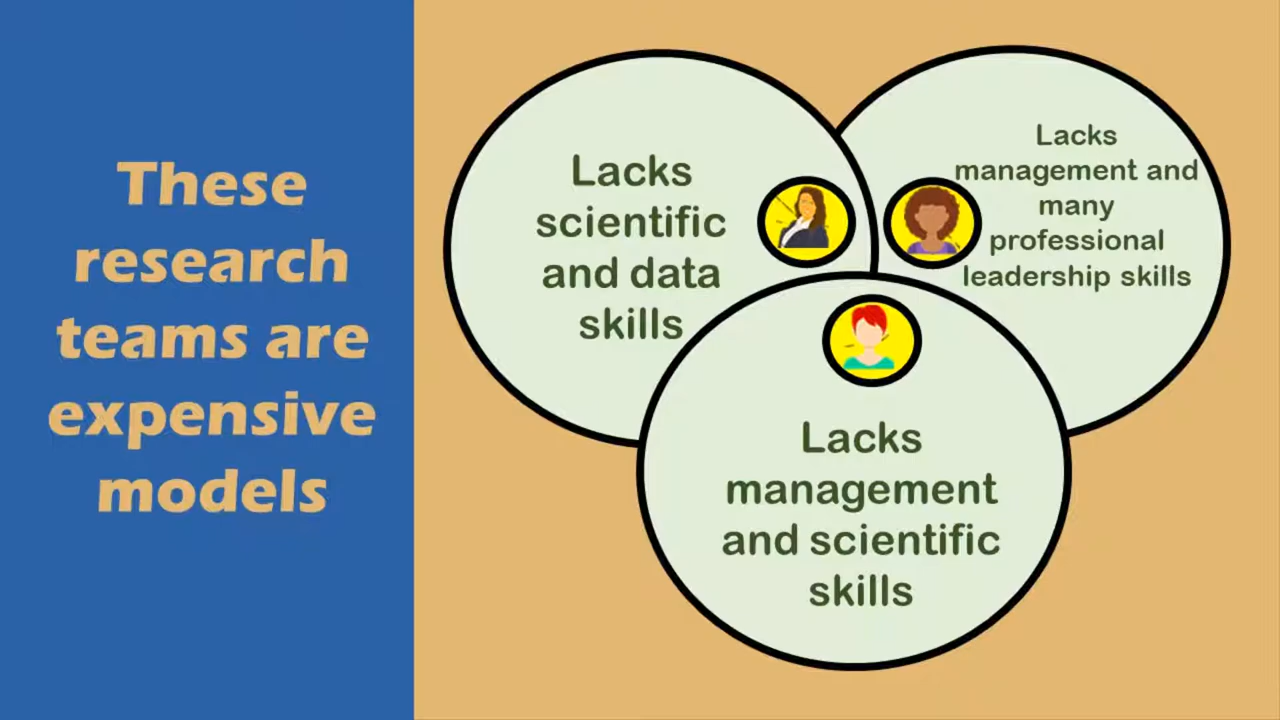 These
research
teams are
expensive
models
Lacks
scientific
and data
skills
Lacks
management and
many
professional
leadership skills
Lacks
management
and scientific
skills